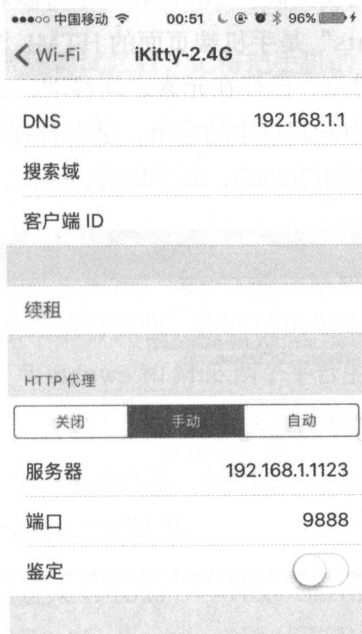 中国移动 00:51 96%
Wi-Fi iKitty-2.4G
DNS 192.168.1.1
搜索域
客户端 ID
续租
HTTP 代理
关闭 手动 自动
服务器 192.168.1.1123
端口 9888
鉴定